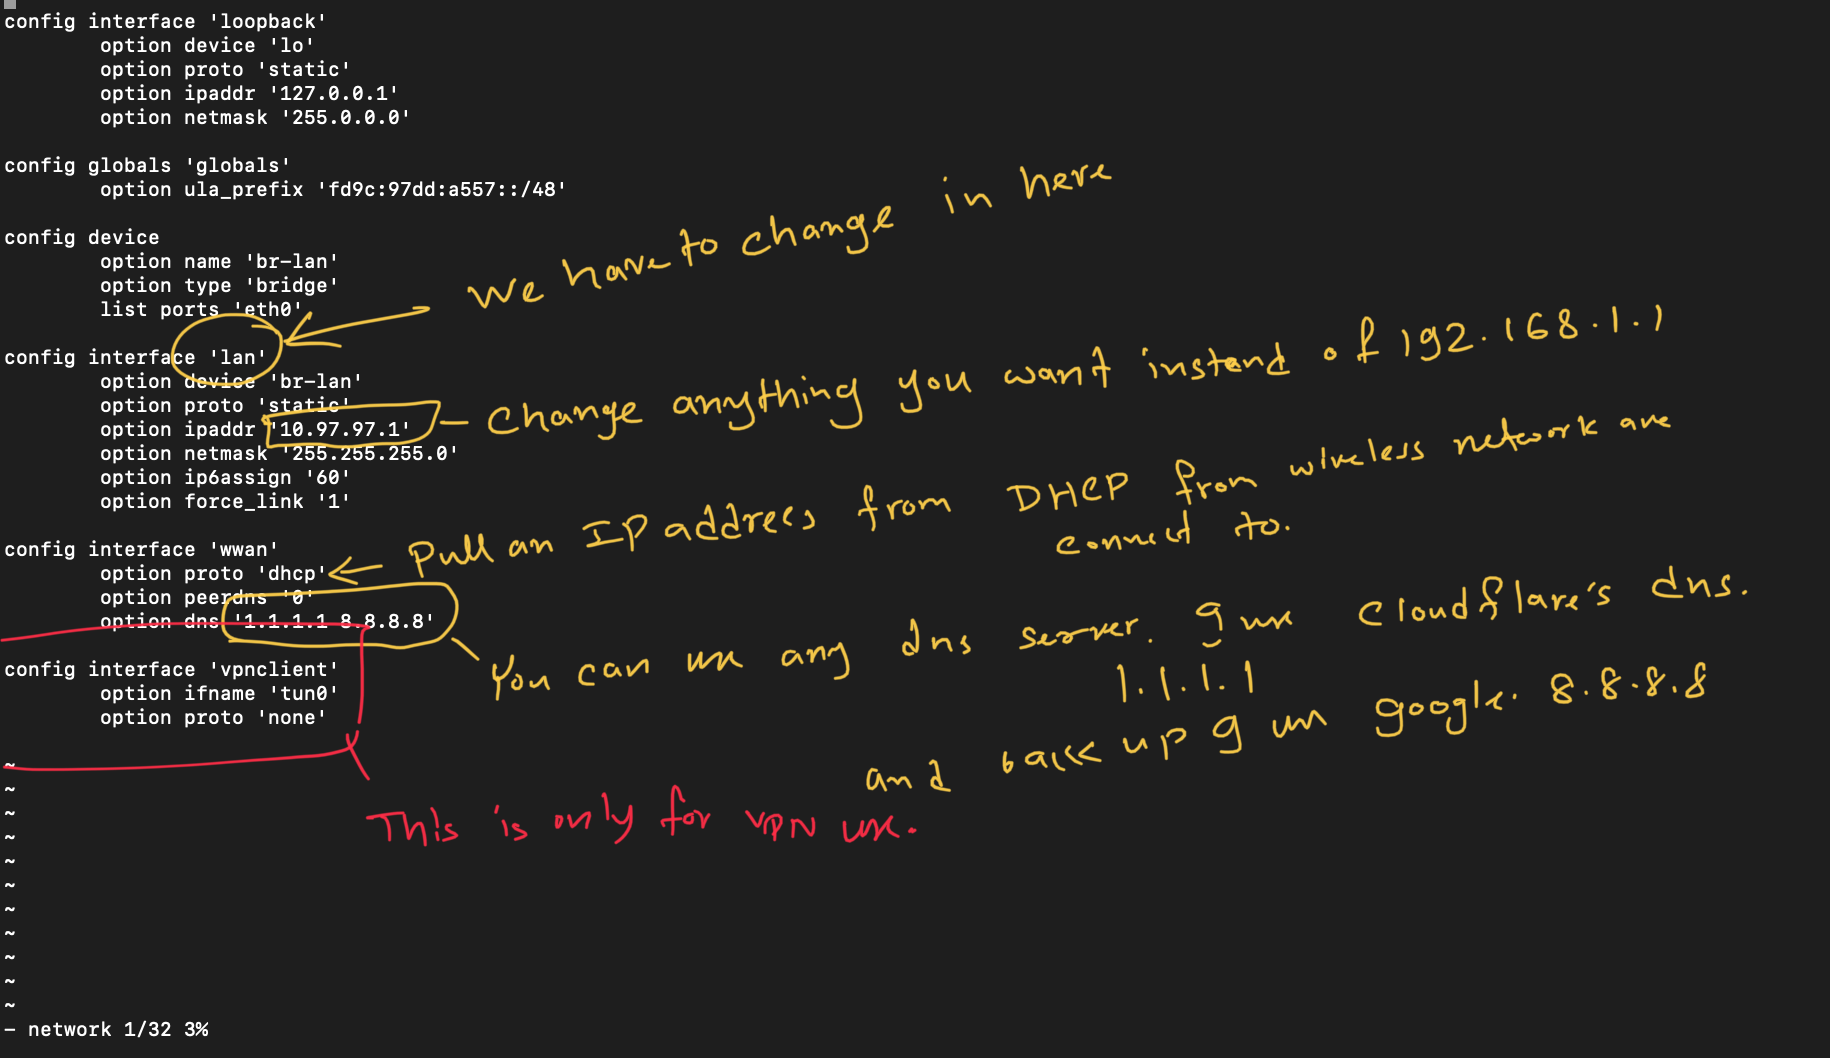 config interface 'loopback'
option device 'lo'
option proto 'static'
option ipaddr '127.0.0.1'
option netmask '255.0.0.0'
config globals 'globals'
option ula_prefix 'fd9c:97dd:a557::/48'
We have to change in here
config device
option name 'br-lan'
option type 'bridge'
list ports 'eth0'
config interface 'lan'
option device 'br-lan'
option proto 'static'
option ipaddr '10.97.97.1'
- Change anything you want instead of 192.168.1.1
option netmask '255.255.255.0'
option ip6assign '60'
option force_link '1'
config interface 'wwan'
option proto 'dhcp'
Pull an IP address from DHCP from wireless network are
connect to.
option peerdns '0'
option dns '1.1.1.1 8.8.8.8'
You can use any dns server. I use Cloudflare's dns.
1.1.1.1
and back up I use google. 8.8.8.8
config interface 'vpnclient'
option ifname 'tun0'
option proto 'none'
This is only for VPN use.
~
~
~
~
~
~
~
~
~
~
~
- network 1/32 3%